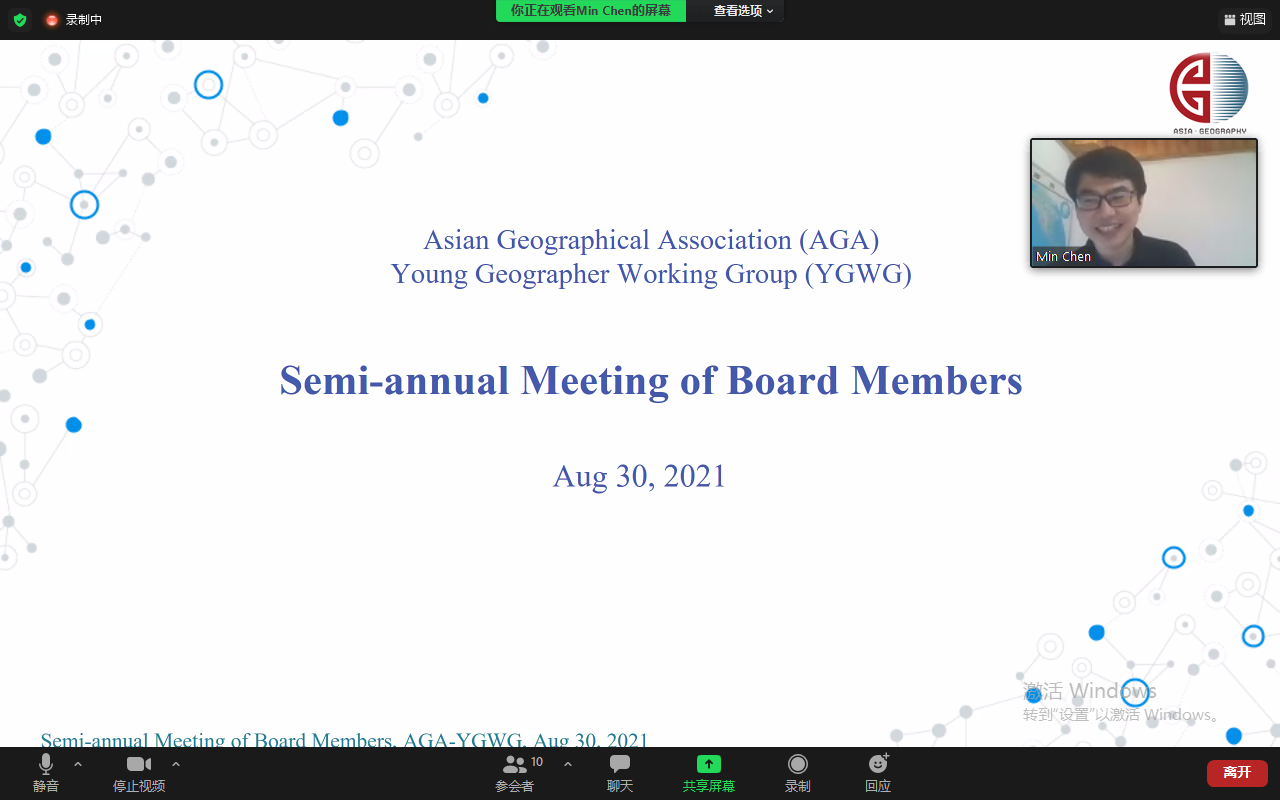 录制中
你正在观看Min Chen的屏幕
查看选项
视图
ASIA · GEOGRAPHY
Min Chen
Asian Geographical Association (AGA)
Young Geographer Working Group (YGWG)
Semi-annual Meeting of Board Members
Aug 30, 2021
激活 Windows
转到“设置”以激活 Windows。
Semi-annual Meeting of Board Members, AGA-YGWG, Aug 30, 2021
静音
停止视频
10
参会者
聊天
共享屏幕
录制
回应
离开